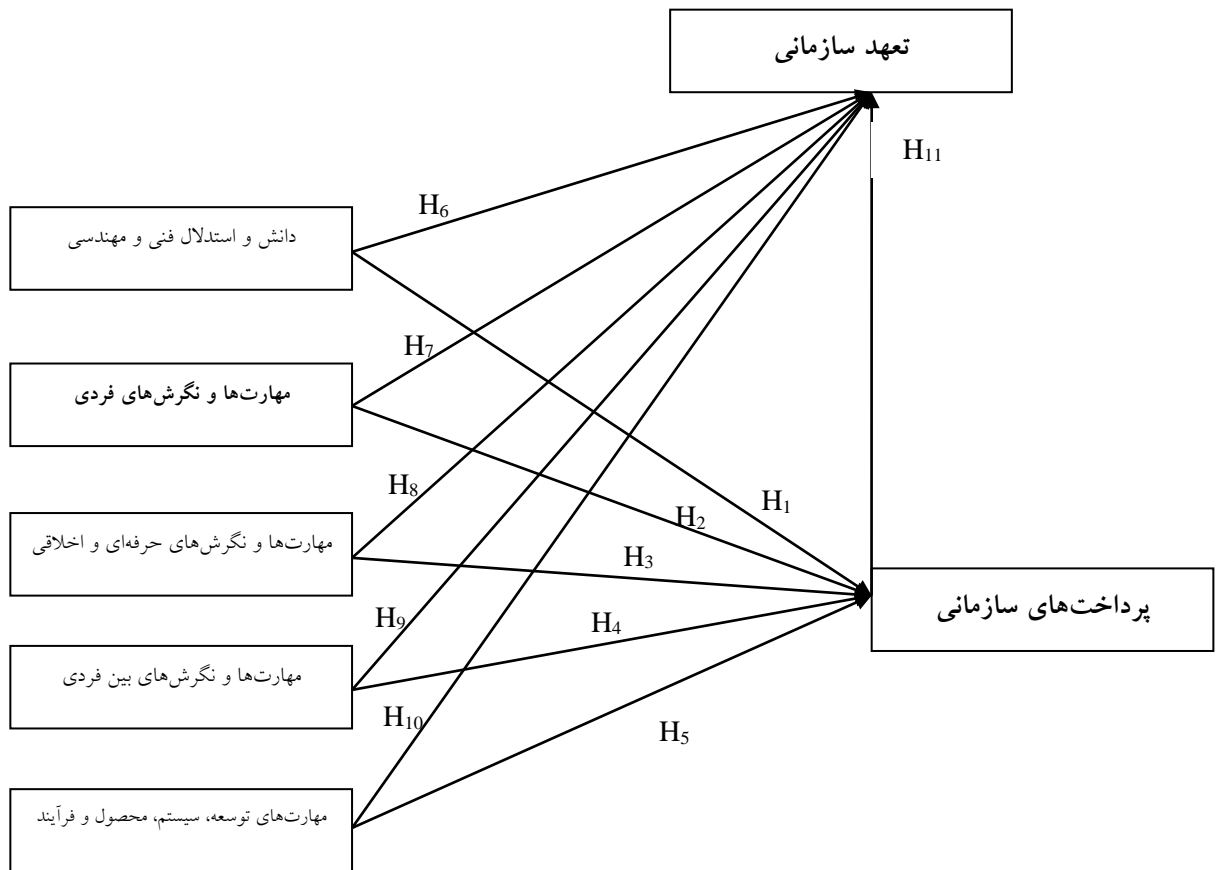 تعهد سازمانی
H11
H6
دانش و استدلال فنی و مهندسی
H7
مهارت‌ها و نگرش‌های فردی
H8
H1
H2
مهارت‌ها و نگرش‌های حرفه‌ای و اخلاقی
H3
پرداخت‌های سازمانی
H9
H4
مهارت‌ها و نگرش‌های بین فردی
H10
H5
مهارت‌های توسعه، سیستم، محصول و فرآیند